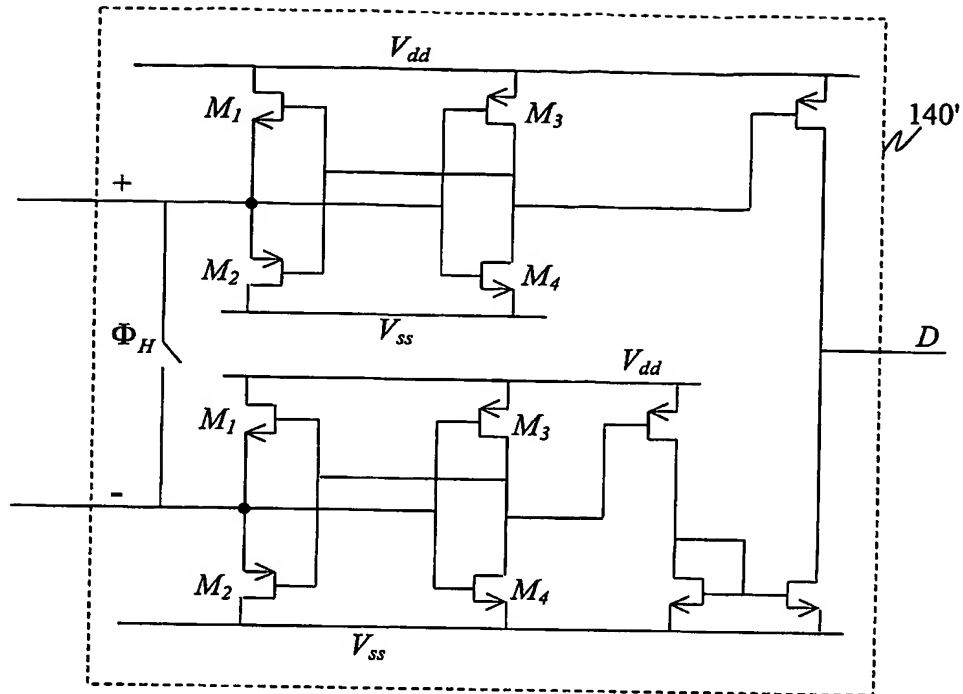 V_dd
M_1
M_3
140'
+
M_2
M_4
V_ss
Φ_H
D
V_dd
M_1
M_3
-
M_2
M_4
V_ss